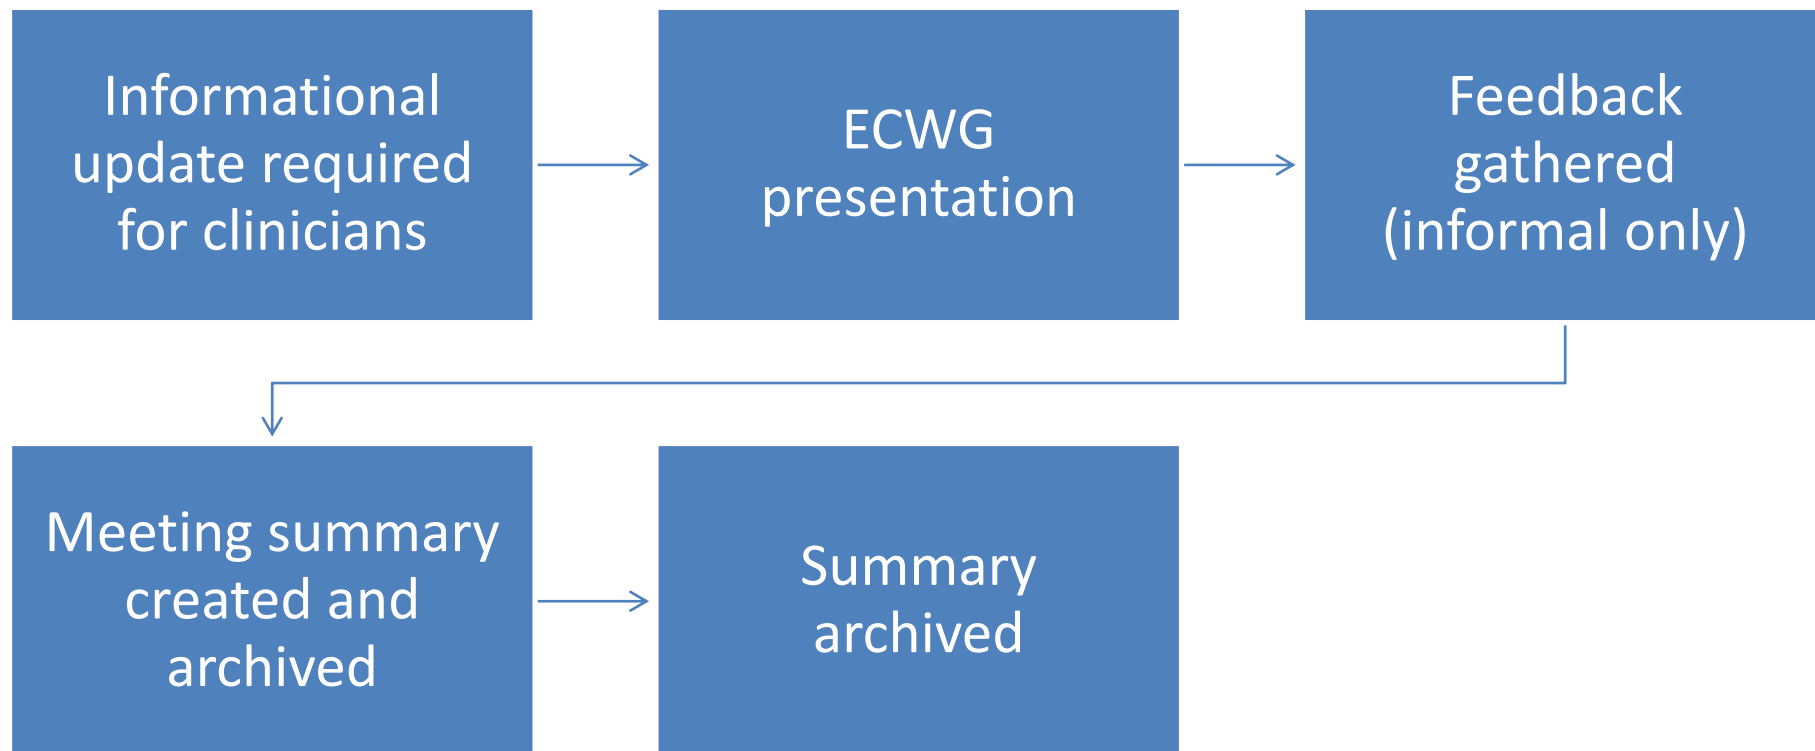 Informational
update required
for clinicians
ECWG
presentation
Feedback
gathered
(informal only)
Meeting summary
created and
archived
Summary
archived